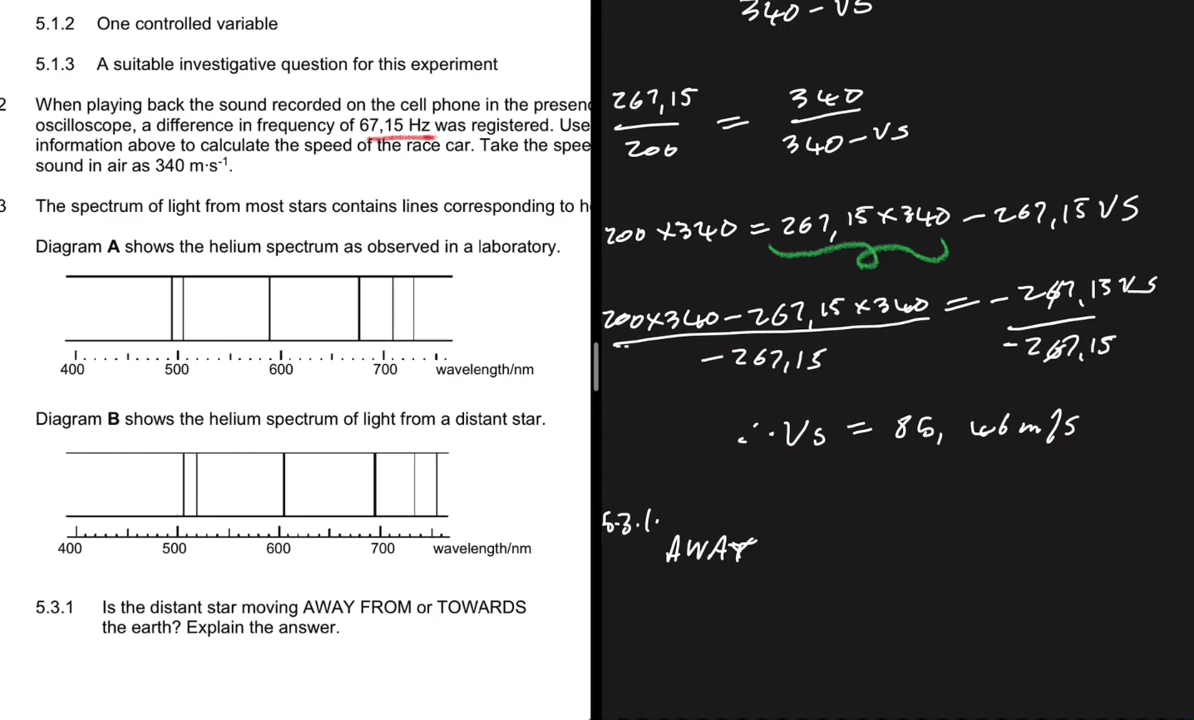 5.1.2 One controlled variable
5.1.3 A suitable investigative question for this experiment
2 When playing back the sound recorded on the cell phone in the presen
oscilloscope, a difference in frequency of 67,15 Hz was registered. Use
information above to calculate the speed of the race car. Take the spee
sound in air as 340 m·s-1.
3 The spectrum of light from most stars contains lines corresponding to h
Diagram A shows the helium spectrum as observed in a laboratory.
400 500 600 700 wavelength/nm
Diagram B shows the helium spectrum of light from a distant star.
400 500 600 700 wavelength/nm
5.3.1 Is the distant star moving AWAY FROM or TOWARDS
the earth? Explain the answer.
340 - VS
267,15 / 200 = 340 / 340 - VS
200 x 340 = 267,15 x 340 - 267,15 VS
200x340 - 267,15 x 340 / -267,15 = - 267,15 VS / -267,15
∴ Vs = 85, 46 m/s
5.3.1.
AWAY